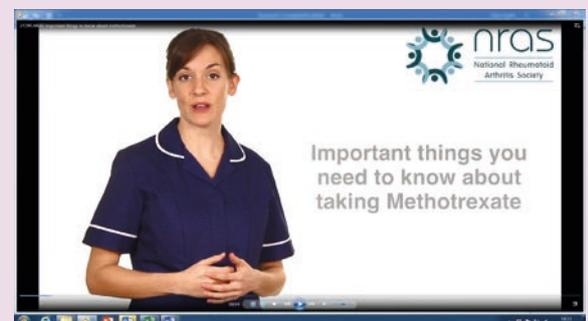 nras
National Rheumatoid
Arthritis Society
Important things you
need to know about
taking Methotrexate